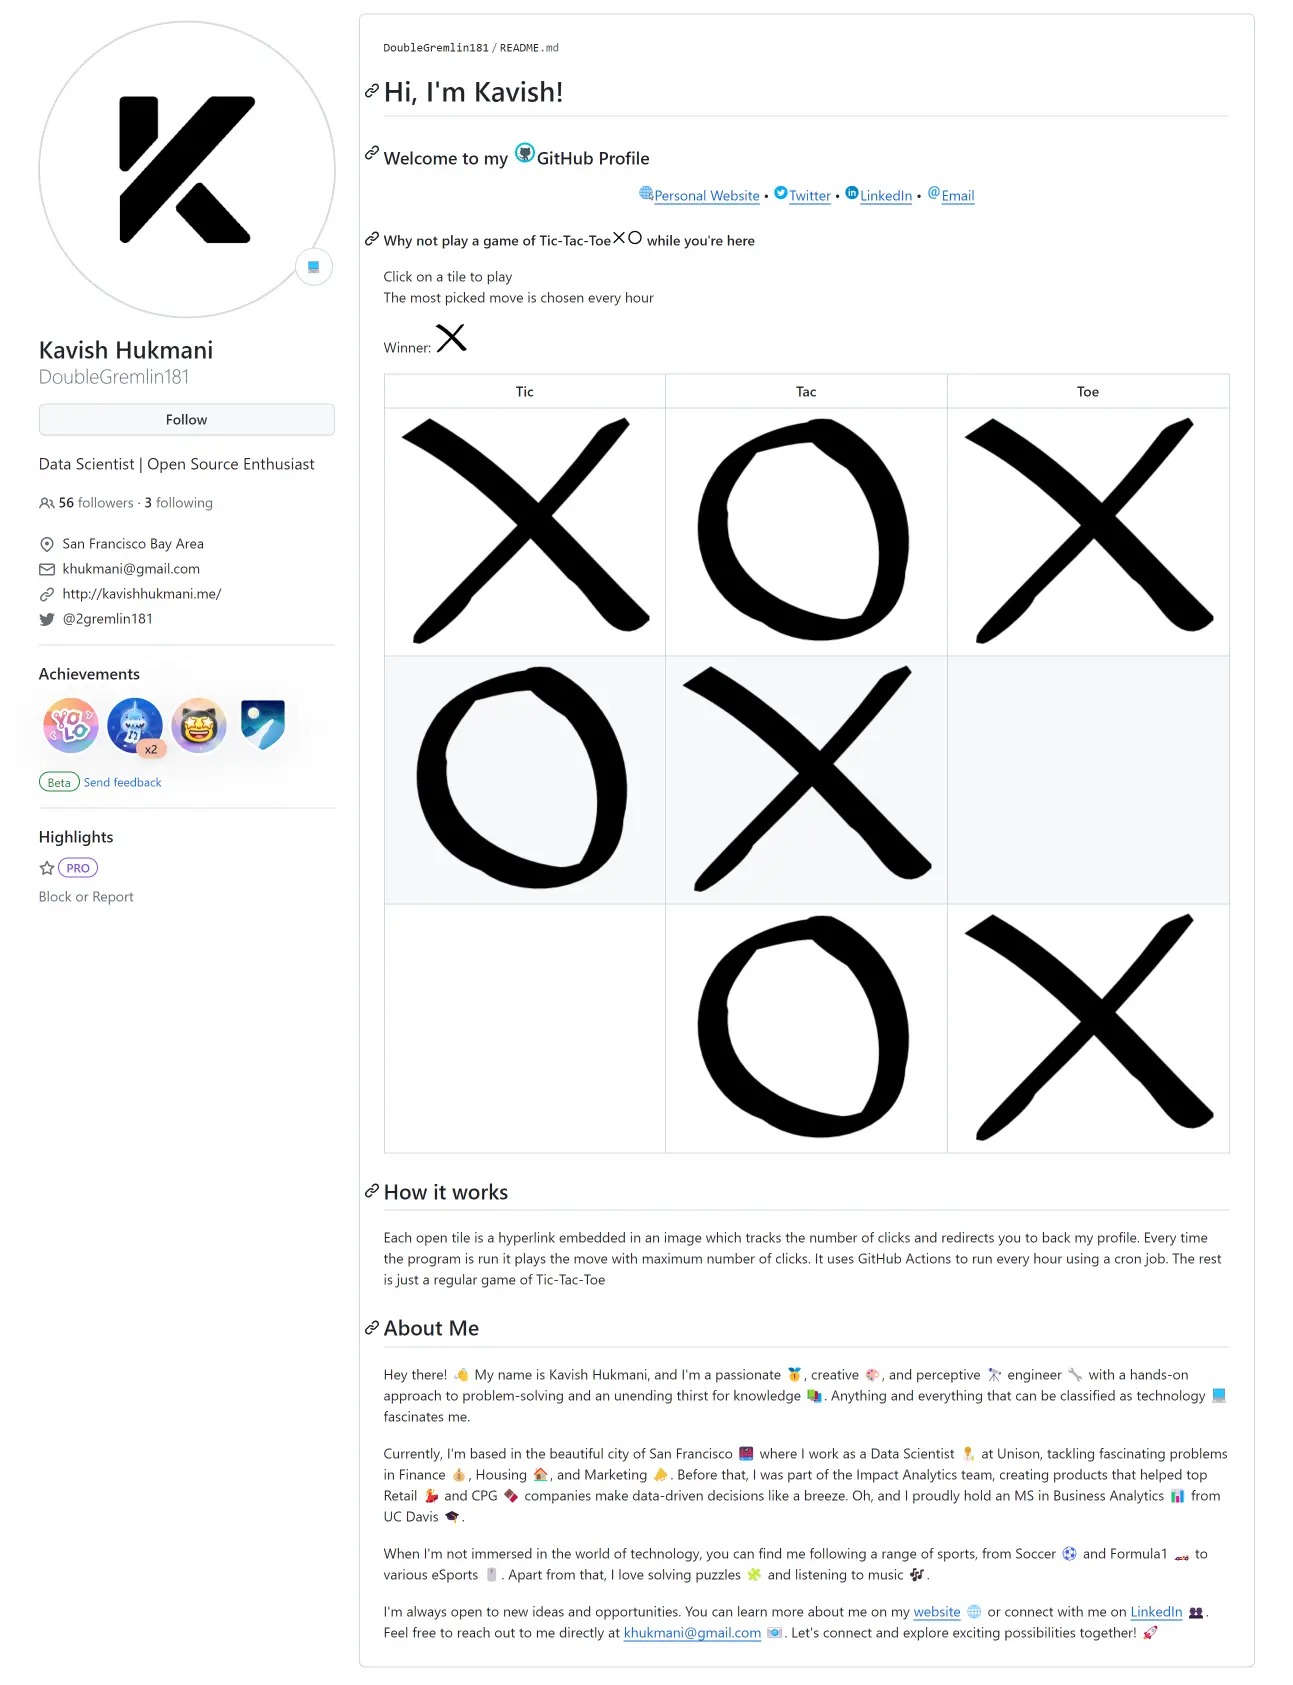 Kavish Hukmani
DoubleGremlin181
Follow
Data Scientist | Open Source Enthusiast
56 followers · 3 following
San Francisco Bay Area
khukmani@gmail.com
http://kavishhukmani.me/
@2gremlin181
Achievements
YOLO
x2
Beta Send feedback
Highlights
PRO
Block or Report
DoubleGremlin181 / README.md
Hi, I'm Kavish!
Welcome to my GitHub Profile
Personal Website • Twitter • LinkedIn • Email
Why not play a game of Tic-Tac-Toe while you're here
Click on a tile to play
The most picked move is chosen every hour
Winner: X
Tic Tac Toe
X O X
O X
O X
How it works
Each open tile is a hyperlink embedded in an image which tracks the number of clicks and redirects you to back my profile. Every time
the program is run it plays the move with maximum number of clicks. It uses GitHub Actions to run every hour using a cron job. The rest
is just a regular game of Tic-Tac-Toe
About Me
Hey there! 👋 My name is Kavish Hukmani, and I'm a passionate 🥇, creative 🎨, and perceptive 🔭 engineer 🔧 with a hands-on
approach to problem-solving and an unending thirst for knowledge 📚. Anything and everything that can be classified as technology 💻
fascinates me.
Currently, I'm based in the beautiful city of San Francisco 🌉 where I work as a Data Scientist 👨‍🔬 at Unison, tackling fascinating problems
in Finance 💰, Housing 🏠, and Marketing 📣. Before that, I was part of the Impact Analytics team, creating products that helped top
Retail 💃 and CPG 🍫 companies make data-driven decisions like a breeze. Oh, and I proudly hold an MS in Business Analytics 📊 from
UC Davis 🎓.
When I'm not immersed in the world of technology, you can find me following a range of sports, from Soccer ⚽ and Formula1 🏎️ to
various eSports 🖱️. Apart from that, I love solving puzzles 🧩 and listening to music 🎶.
I'm always open to new ideas and opportunities. You can learn more about me on my website 🌐 or connect with me on LinkedIn 👥.
Feel free to reach out to me directly at khukmani@gmail.com 📧. Let's connect and explore exciting possibilities together! 🚀